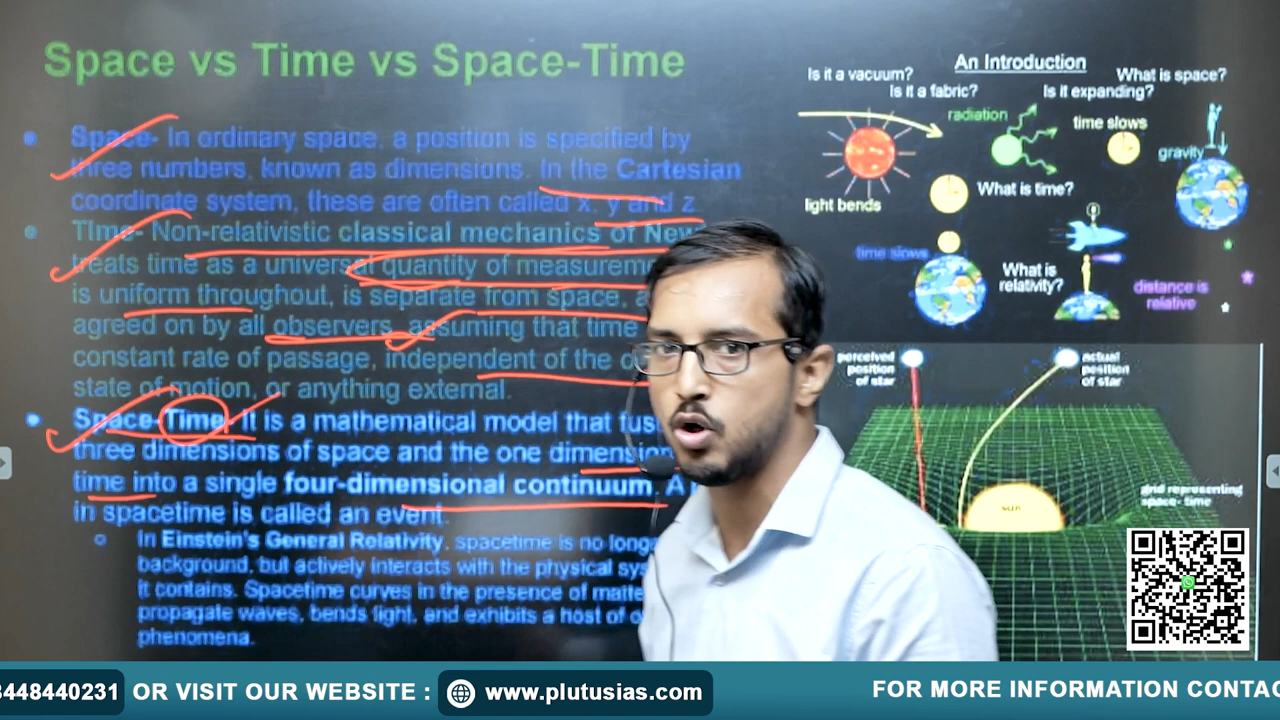 Space vs Time vs Space-Time
Space- In ordinary space, a position is specified by
three numbers, known as dimensions. In the Cartesian
coordinate system, these are often called x, y and z.
Time- Non-relativistic classical mechanics of New
treats time as a universal quantity of measurem
is uniform throughout, is separate from space, a
agreed on by all observers, assuming that time
constant rate of passage, independent of the o
state of motion, or anything external.
Space-Time- It is a mathematical model that fus
three dimensions of space and the one dimension
time into a single four-dimensional continuum. A
in spacetime is called an event.
In Einstein's General Relativity, spacetime is no longe
background, but actively interacts with the physical sys
it contains. Spacetime curves in the presence of matte
propagate waves, bends light, and exhibits a host of o
phenomena.
An Introduction
Is it a vacuum?
What is space?
Is it a fabric?
Is it expanding?
radiation
time slows
gravity
What is time?
light bends
time slows
What is
relativity?
distance is
relative
perceived
position
of star
actual
position
of star
grid representing
space-time
sun
8448440231 OR VISIT OUR WEBSITE : www.plutusias.com FOR MORE INFORMATION CONTAC